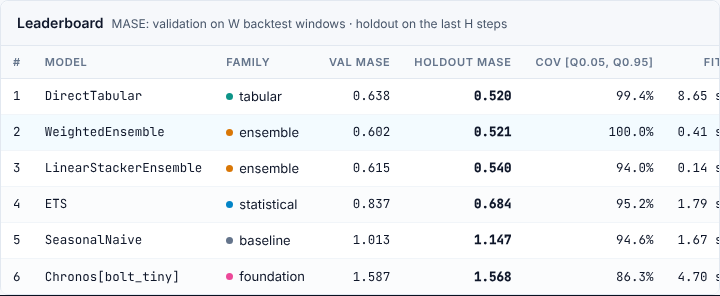 Leaderboard MASE: validation on W backtest windows · holdout on the last H steps
# MODEL FAMILY VAL MASE HOLDOUT MASE COV [Q0.05, Q0.95] FIT
1 DirectTabular tabular 0.638 0.520 99.4% 8.65 s
2 WeightedEnsemble ensemble 0.602 0.521 100.0% 0.41 s
3 LinearStackerEnsemble ensemble 0.615 0.540 94.0% 0.14 s
4 ETS statistical 0.837 0.684 95.2% 1.79 s
5 SeasonalNaive baseline 1.013 1.147 94.6% 1.67 s
6 Chronos[bolt_tiny] foundation 1.587 1.568 86.3% 4.70 s